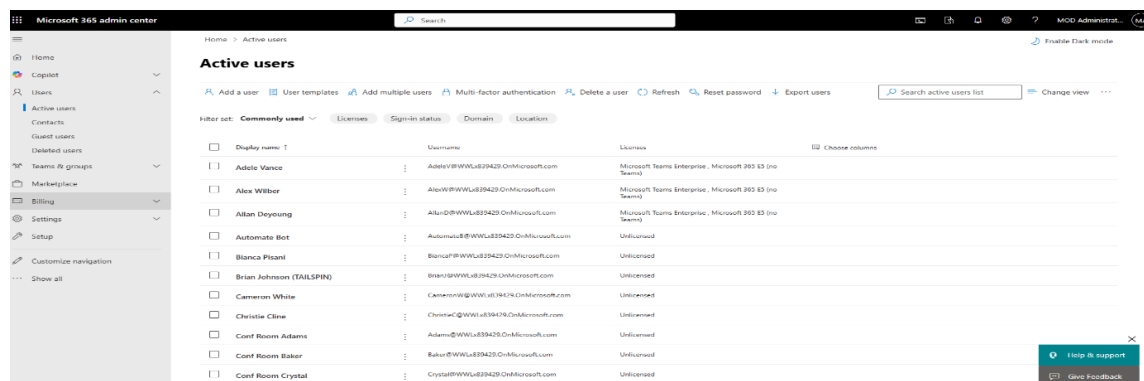 Microsoft 365 admin center
Search
? MOD Administrat... MA
Home > Active users
Enable Dark mode
Home
Copilot
Users
Active users
Contacts
Guest users
Deleted users
Teams & groups
Marketplace
Billing
Settings
Setup
Customize navigation
Show all
Active users
Add a user User templates Add multiple users Multi-factor authentication Delete a user Refresh Reset password Export users Search active users list Change view
Filter set: Commonly used Licenses Sign-in status Domain Location
Display name ↑ Username Licenses Choose columns
Adele Vance AdeleV@WWLx839429.OnMicrosoft.com Microsoft Teams Enterprise , Microsoft 365 E5 (no
Teams)
Alex Wilber AlexW@WWLx839429.OnMicrosoft.com Microsoft Teams Enterprise , Microsoft 365 E5 (no
Teams)
Allan Deyoung AllanD@WWLx839429.OnMicrosoft.com Microsoft Teams Enterprise , Microsoft 365 E5 (no
Teams)
Automate Bot AutomateB@WWLx839429.OnMicrosoft.com Unlicensed
Bianca Pisani BiancaP@WWLx839429.OnMicrosoft.com Unlicensed
Brian Johnson (TAILSPIN) BrianJ@WWLx839429.OnMicrosoft.com Unlicensed
Cameron White CameronW@WWLx839429.OnMicrosoft.com Unlicensed
Christie Cline ChristieC@WWLx839429.OnMicrosoft.com Unlicensed
Conf Room Adams Adams@WWLx839429.OnMicrosoft.com Unlicensed
Conf Room Baker Baker@WWLx839429.OnMicrosoft.com Unlicensed
Conf Room Crystal Crystal@WWLx839429.OnMicrosoft.com Unlicensed
Help & support
Give Feedback